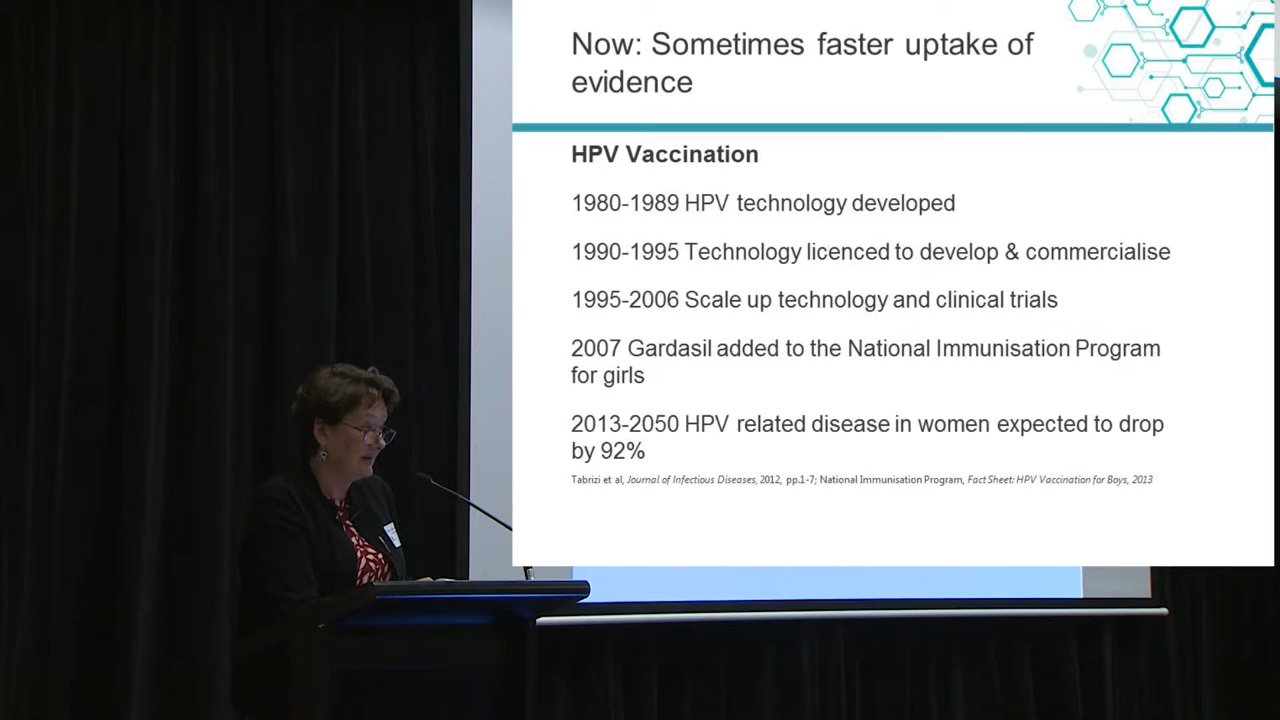 Now: Sometimes faster uptake of
evidence
HPV Vaccination
1980-1989 HPV technology developed
1990-1995 Technology licenced to develop & commercialise
1995-2006 Scale up technology and clinical trials
2007 Gardasil added to the National Immunisation Program
for girls
2013-2050 HPV related disease in women expected to drop
by 92%
Tabrizi et al, Journal of Infectious Diseases, 2012, pp.1-7; National Immunisation Program, Fact Sheet: HPV Vaccination for Boys, 2013